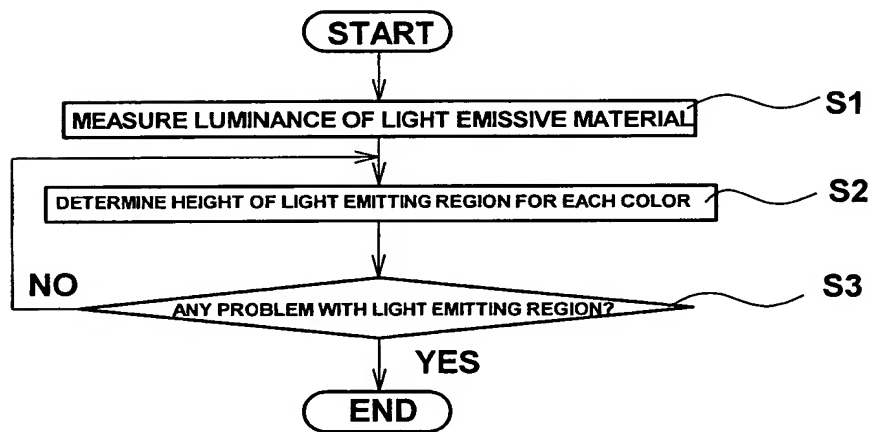 START
MEASURE LUMINANCE OF LIGHT EMISSIVE MATERIAL
S1
DETERMINE HEIGHT OF LIGHT EMITTING REGION FOR EACH COLOR
S2
NO
ANY PROBLEM WITH LIGHT EMITTING REGION?
S3
YES
END